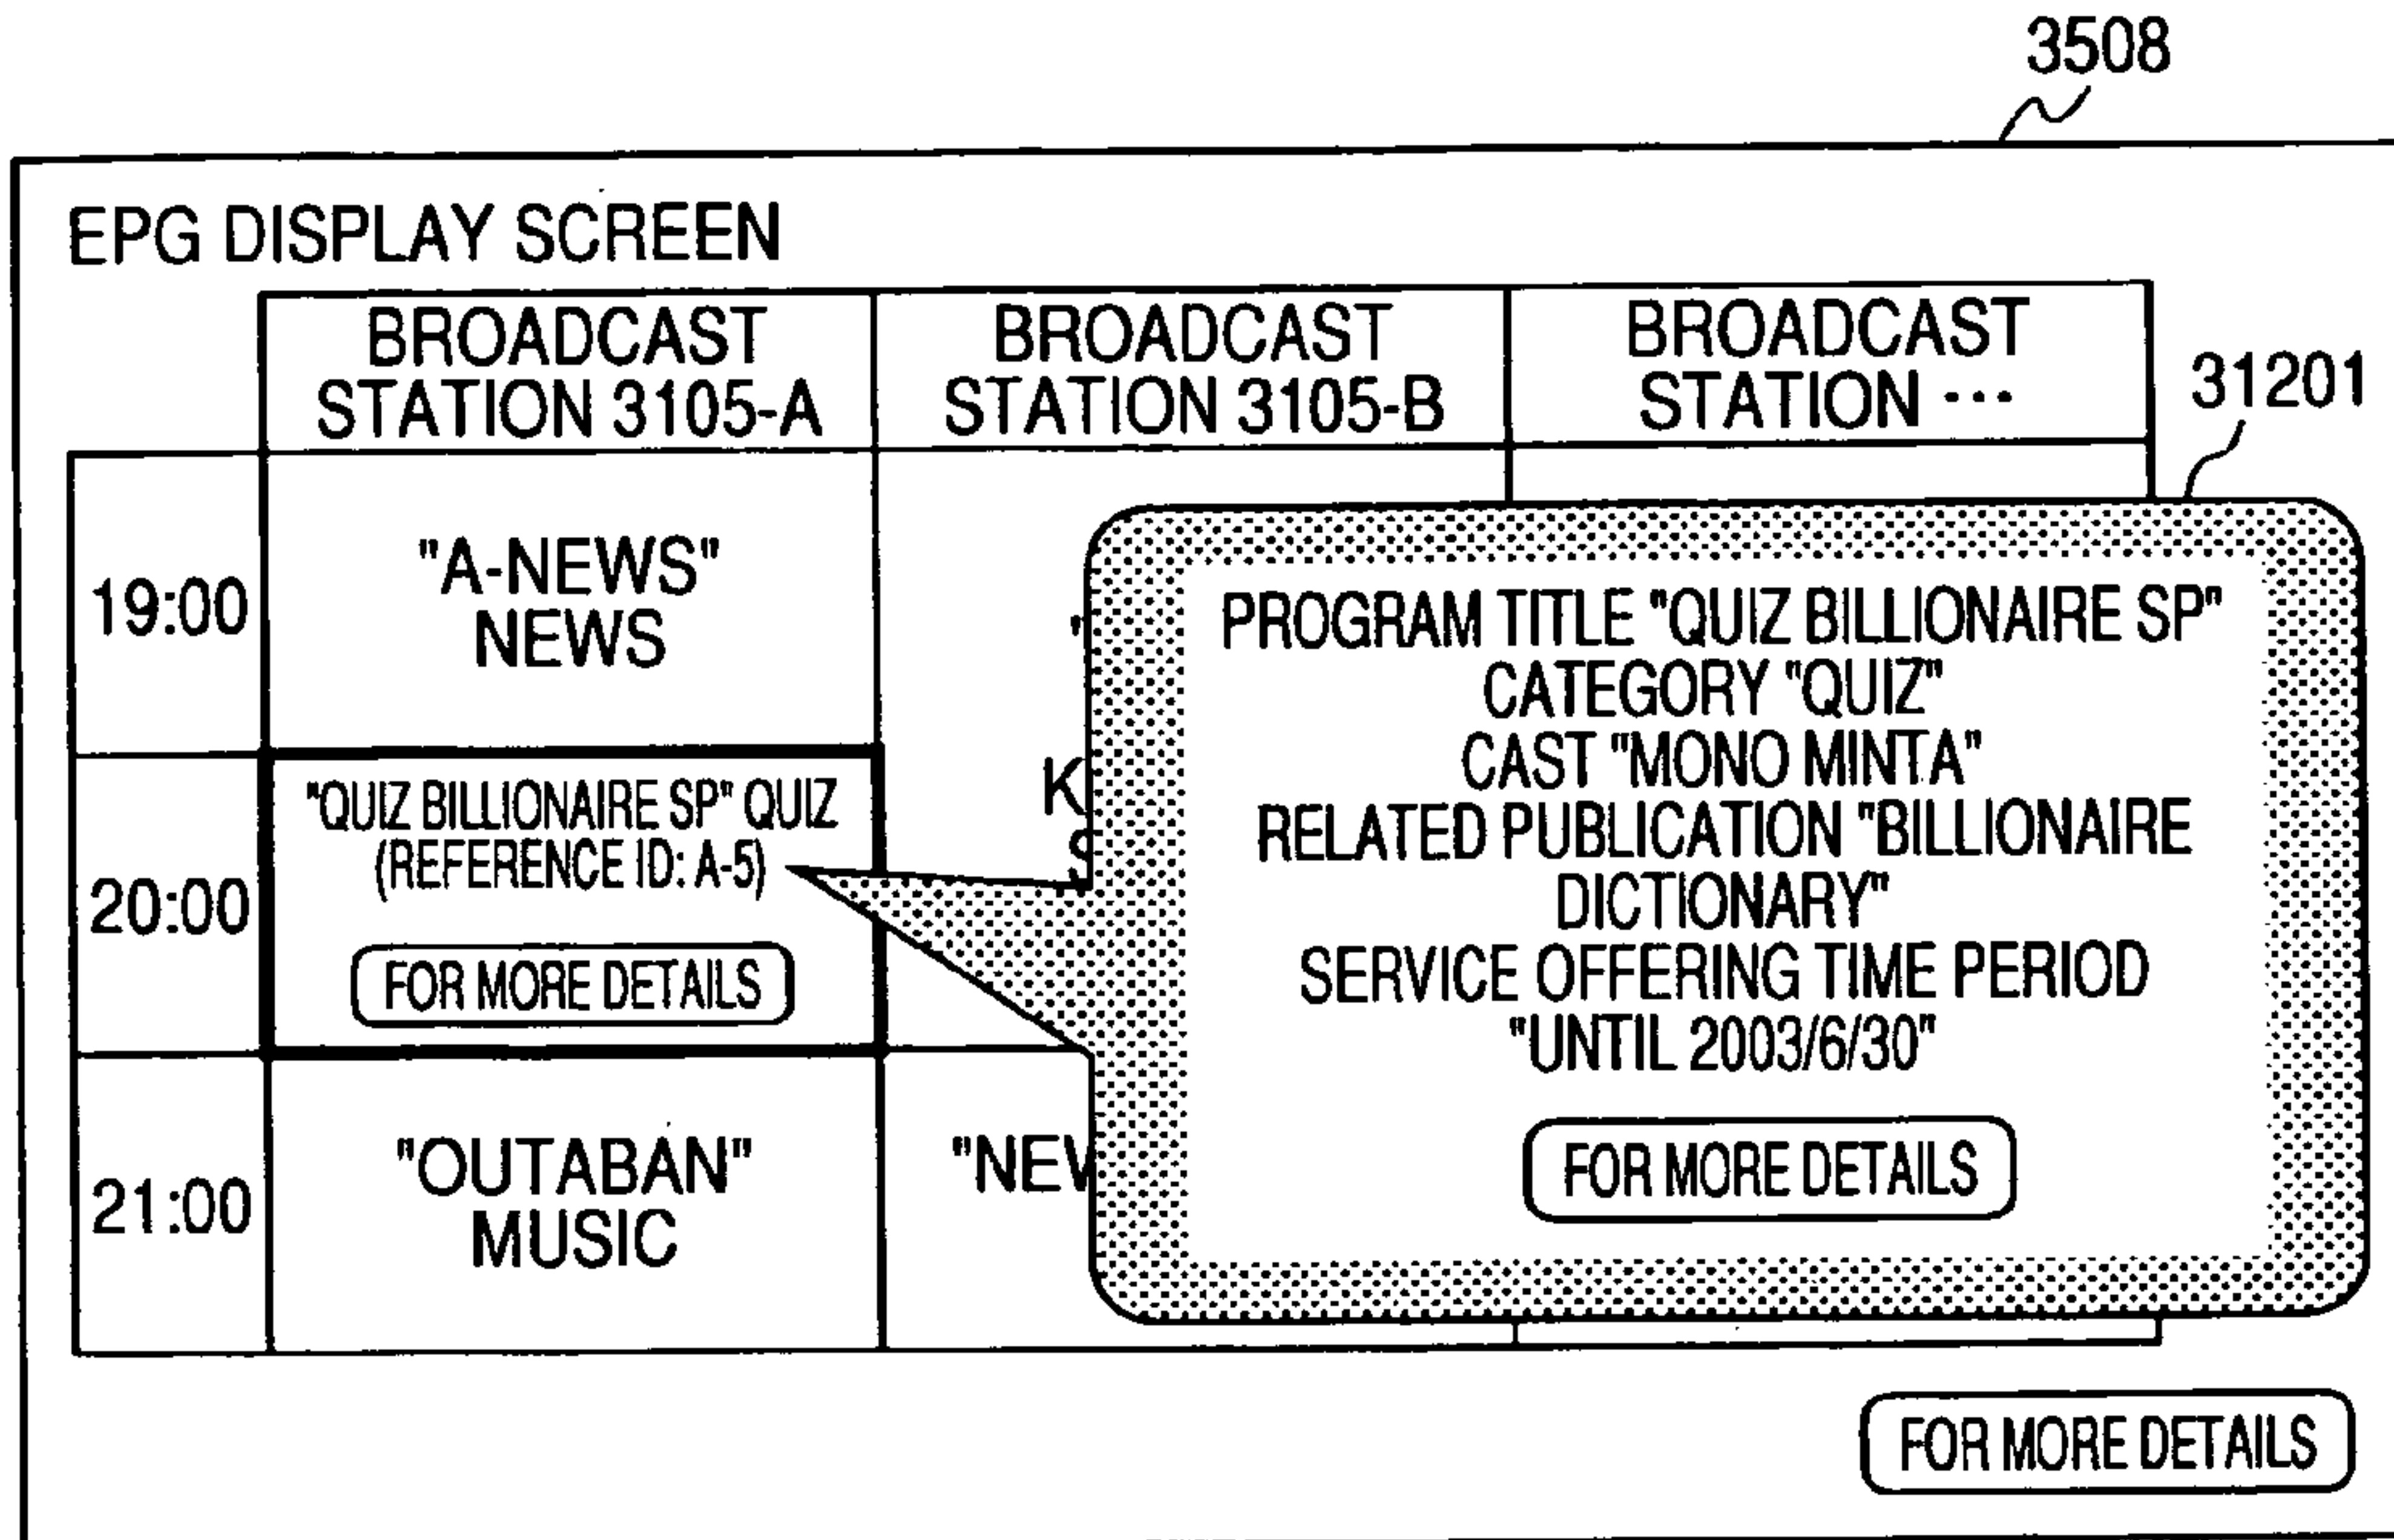 3508
EPG DISPLAY SCREEN
BROADCAST
STATION 3105-A
BROADCAST
STATION 3105-B
BROADCAST
STATION ···
31201
19:00
"A-NEWS"
NEWS
20:00
"QUIZ BILLIONAIRE SP" QUIZ
(REFERENCE ID: A-5)
FOR MORE DETAILS
21:00
"OUTABAN"
MUSIC
PROGRAM TITLE "QUIZ BILLIONAIRE SP"
CATEGORY "QUIZ"
CAST "MONO MINTA"
RELATED PUBLICATION "BILLIONAIRE
DICTIONARY"
SERVICE OFFERING TIME PERIOD
"UNTIL 2003/6/30"
FOR MORE DETAILS
FOR MORE DETAILS